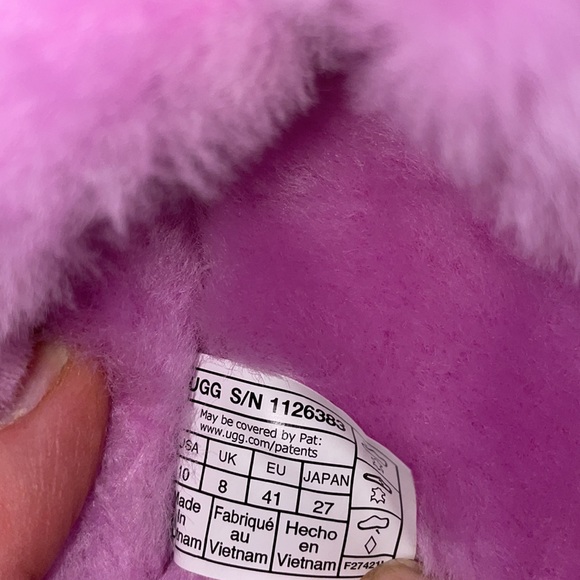 UGG S/N 1126383
May be covered by Pat:
www.ugg.com/patents
USA UK EU JAPAN
10 8 41 27
Made in Vietnam
Fabriqué au Vietnam
Hecho en Vietnam